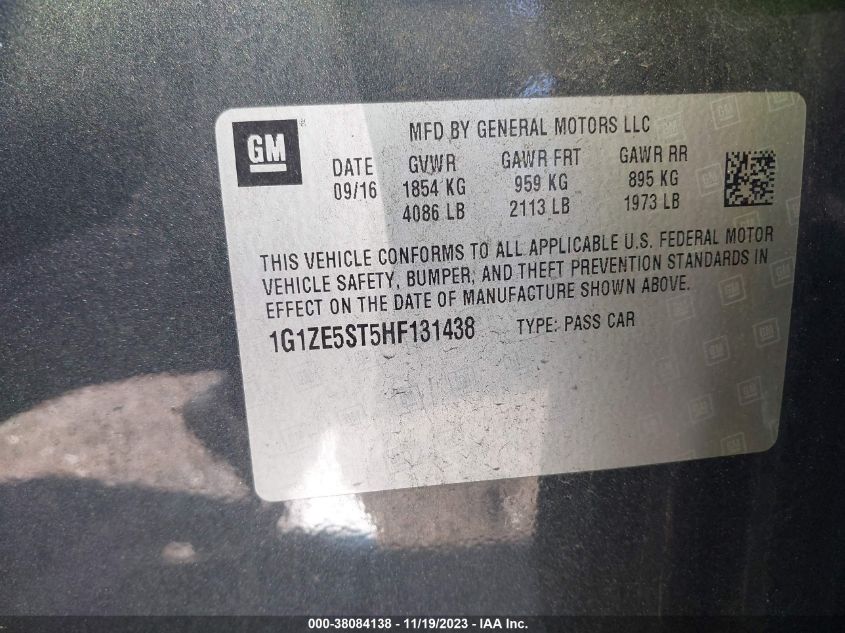 GM
MFD BY GENERAL MOTORS LLC
DATE GVWR GAWR FRT GAWR RR
09/16 1854 KG 959 KG 895 KG
4086 LB 2113 LB 1973 LB
THIS VEHICLE CONFORMS TO ALL APPLICABLE U.S. FEDERAL MOTOR
VEHICLE SAFETY, BUMPER, AND THEFT PREVENTION STANDARDS IN
EFFECT ON THE DATE OF MANUFACTURE SHOWN ABOVE.
1G1ZE5ST5HF131438 TYPE: PASS CAR
000-38084138 - 11/19/2023 - IAA Inc.